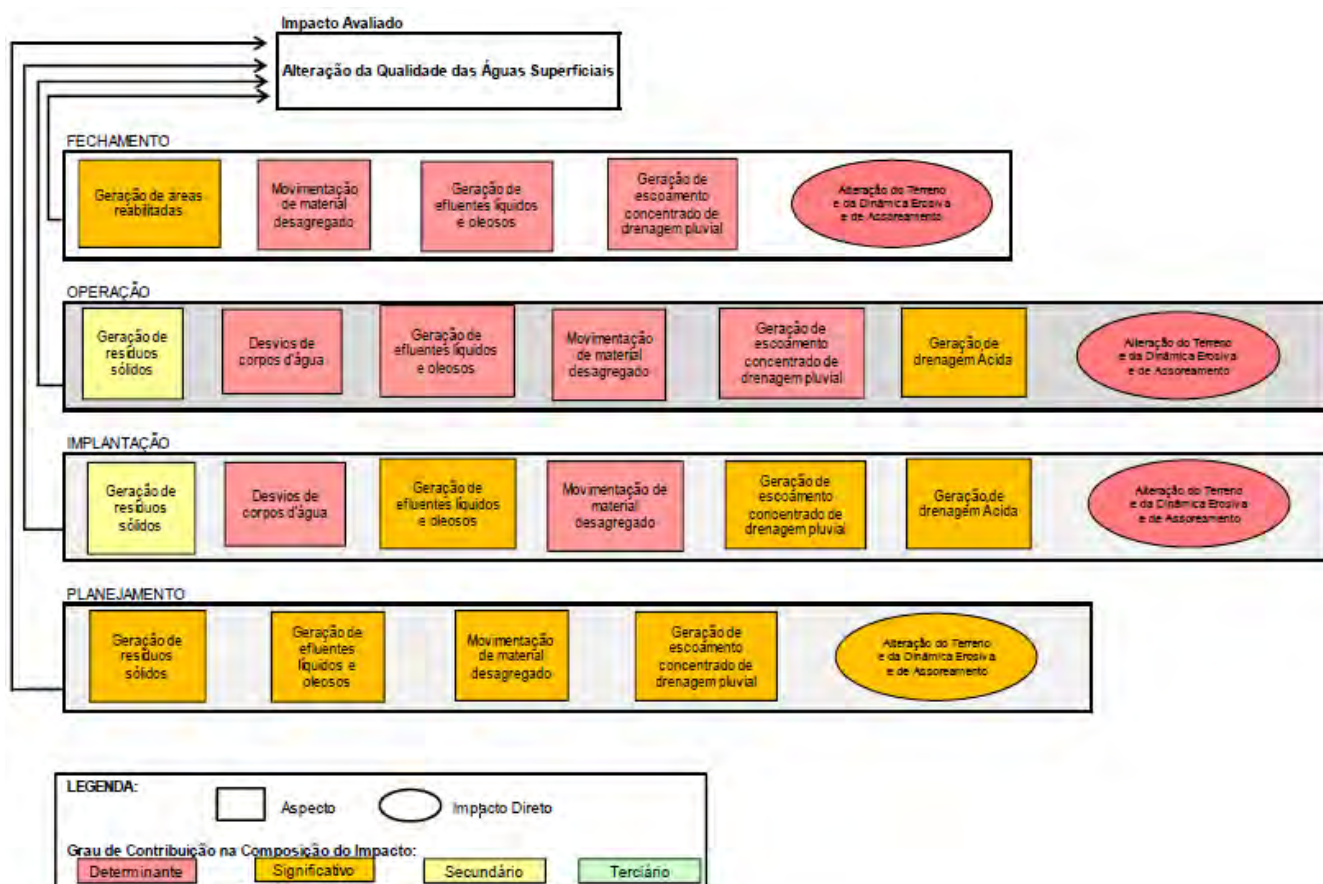 Impacto Avaliado
Alteração da Qualidade das Águas Superficiais
FECHAMENTO
Geração de áreas
reabilitadas
Movimentação
de material
desagregado
Geração de
efluentes líquidos
e oleosos
Geração de
escoamento
concentrado de
drenagem pluvial
Alteração do Terreno
e da Dinâmica Erosiva
e de Assoreamento
OPERAÇÃO
Geração de
resíduos
sólidos
Desvios de
corpos d'água
Geração de
efluentes líquidos
e oleosos
Movimentação
de material
desagregado
Geração de
escoamento
concentrado de
drenagem pluvial
Geração de
drenagem Acida
Alteração do Terreno
e da Dinâmica Erosiva
e de Assoreamento
IMPLANTAÇÃO
Geração de
resíduos
sólidos
Desvios de
corpos d'água
Geração de
efluentes líquidos
e oleosos
Movimentação de
material
desagregado
Geração de
escoamento
concentrado de
drenagem pluvial
Geração de
drenagem Acida
Alteração do Terreno
e da Dinâmica Erosiva
e de Assoreamento
PLANEJAMENTO
Geração de
resíduos
sólidos
Geração de
efluentes
líquidos e
oleosos
Movimentação
de material
desagregado
Geração de
escoamento
concentrado de
drenagem pluvial
Alteração do Terreno
e da Dinâmica Erosiva
e de Assoreamento
LEGENDA:
Aspecto
Impacto Direto
Grau de Contribuição na Composição do Impacto:
Determinante
Significativo
Secundário
Terciário